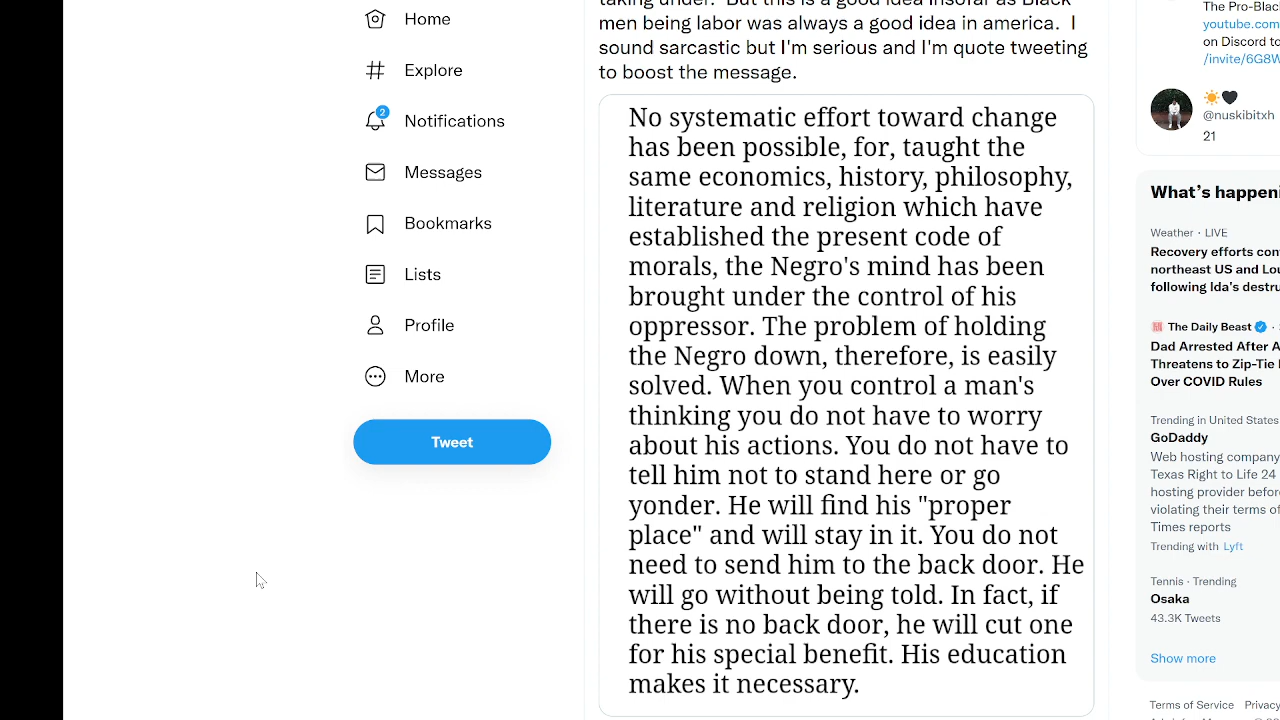 Home
Explore
2
Notifications
Messages
Bookmarks
Lists
Profile
More
Tweet
taking under. But this is a good idea insofar as Black
men being labor was always a good idea in america. I
sound sarcastic but I'm serious and I'm quote tweeting
to boost the message.
No systematic effort toward change
has been possible, for, taught the
same economics, history, philosophy,
literature and religion which have
established the present code of
morals, the Negro's mind has been
brought under the control of his
oppressor. The problem of holding
the Negro down, therefore, is easily
solved. When you control a man's
thinking you do not have to worry
about his actions. You do not have to
tell him not to stand here or go
yonder. He will find his "proper
place" and will stay in it. You do not
need to send him to the back door. He
will go without being told. In fact, if
there is no back door, he will cut one
for his special benefit. His education
makes it necessary.
The Pro-Blac
youtube.com
on Discord to
/invite/6G8W
@nuskibitxh
21
What's happeni
Weather · LIVE
Recovery efforts con
northeast US and Lou
following Ida's destru
The Daily Beast ·
Dad Arrested After A
Threatens to Zip-Tie
Over COVID Rules
Trending in United States
GoDaddy
Web hosting company
Texas Right to Life 24
hosting provider before
violating their terms of
Times reports
Trending with Lyft
Tennis · Trending
Osaka
43.3K Tweets
Show more
Terms of Service Privacy